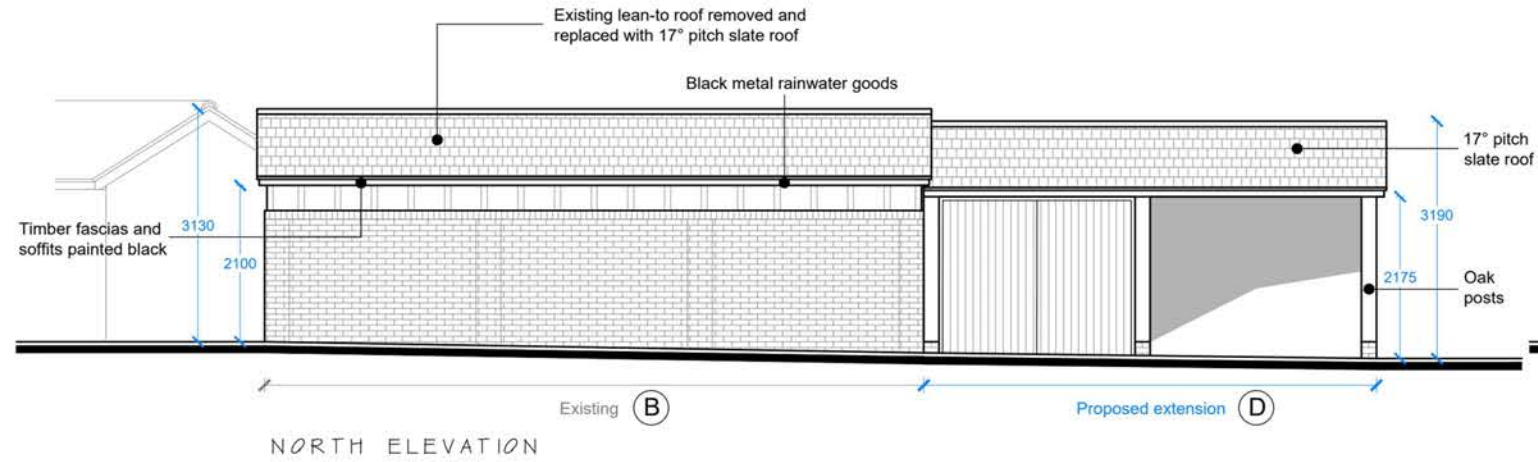 Existing lean-to roof removed and
replaced with 17° pitch slate roof
Black metal rainwater goods
17° pitch
slate roof
Timber fascias and
soffits painted black
3130
2100
3190
2175
Oak
posts
Existing B
Proposed extension D
NORTH ELEVATION